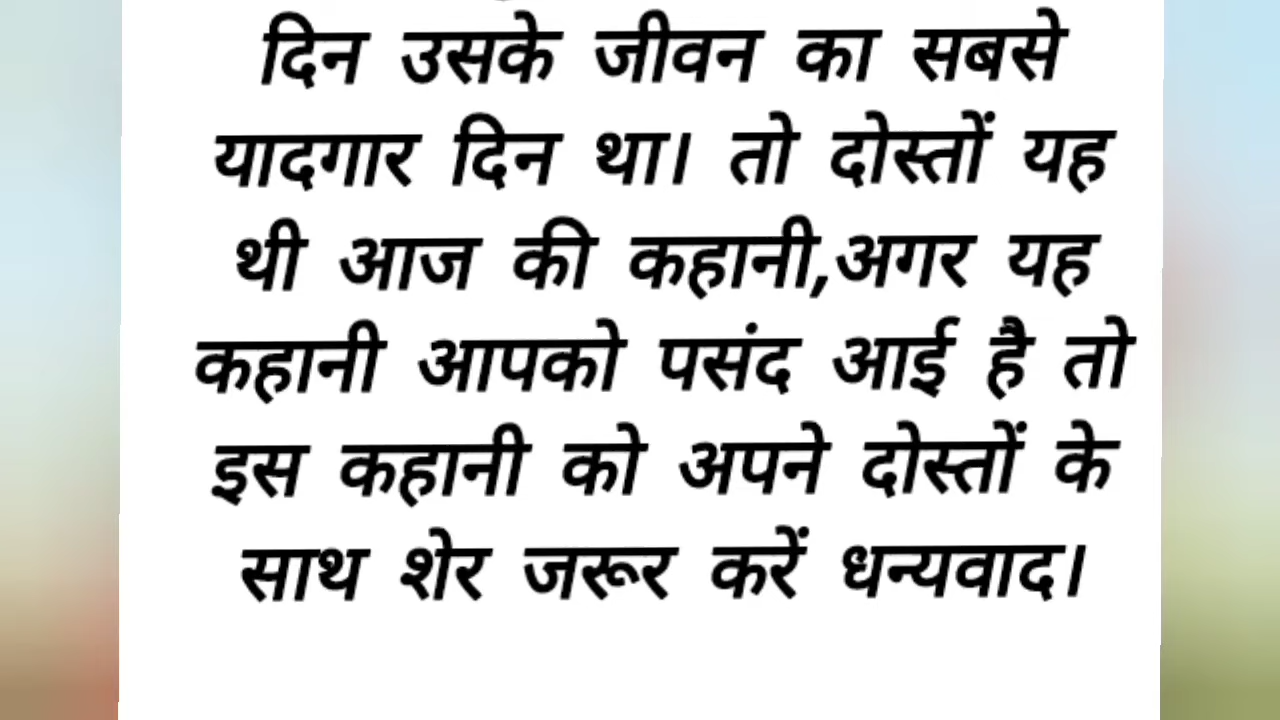 दिन उसके जीवन का सबसे
यादगार दिन था। तो दोस्तों यह
थी आज की कहानी,अगर यह
कहानी आपको पसंद आई है तो
इस कहानी को अपने दोस्तों के
साथ शेर जरूर करें धन्यवाद।